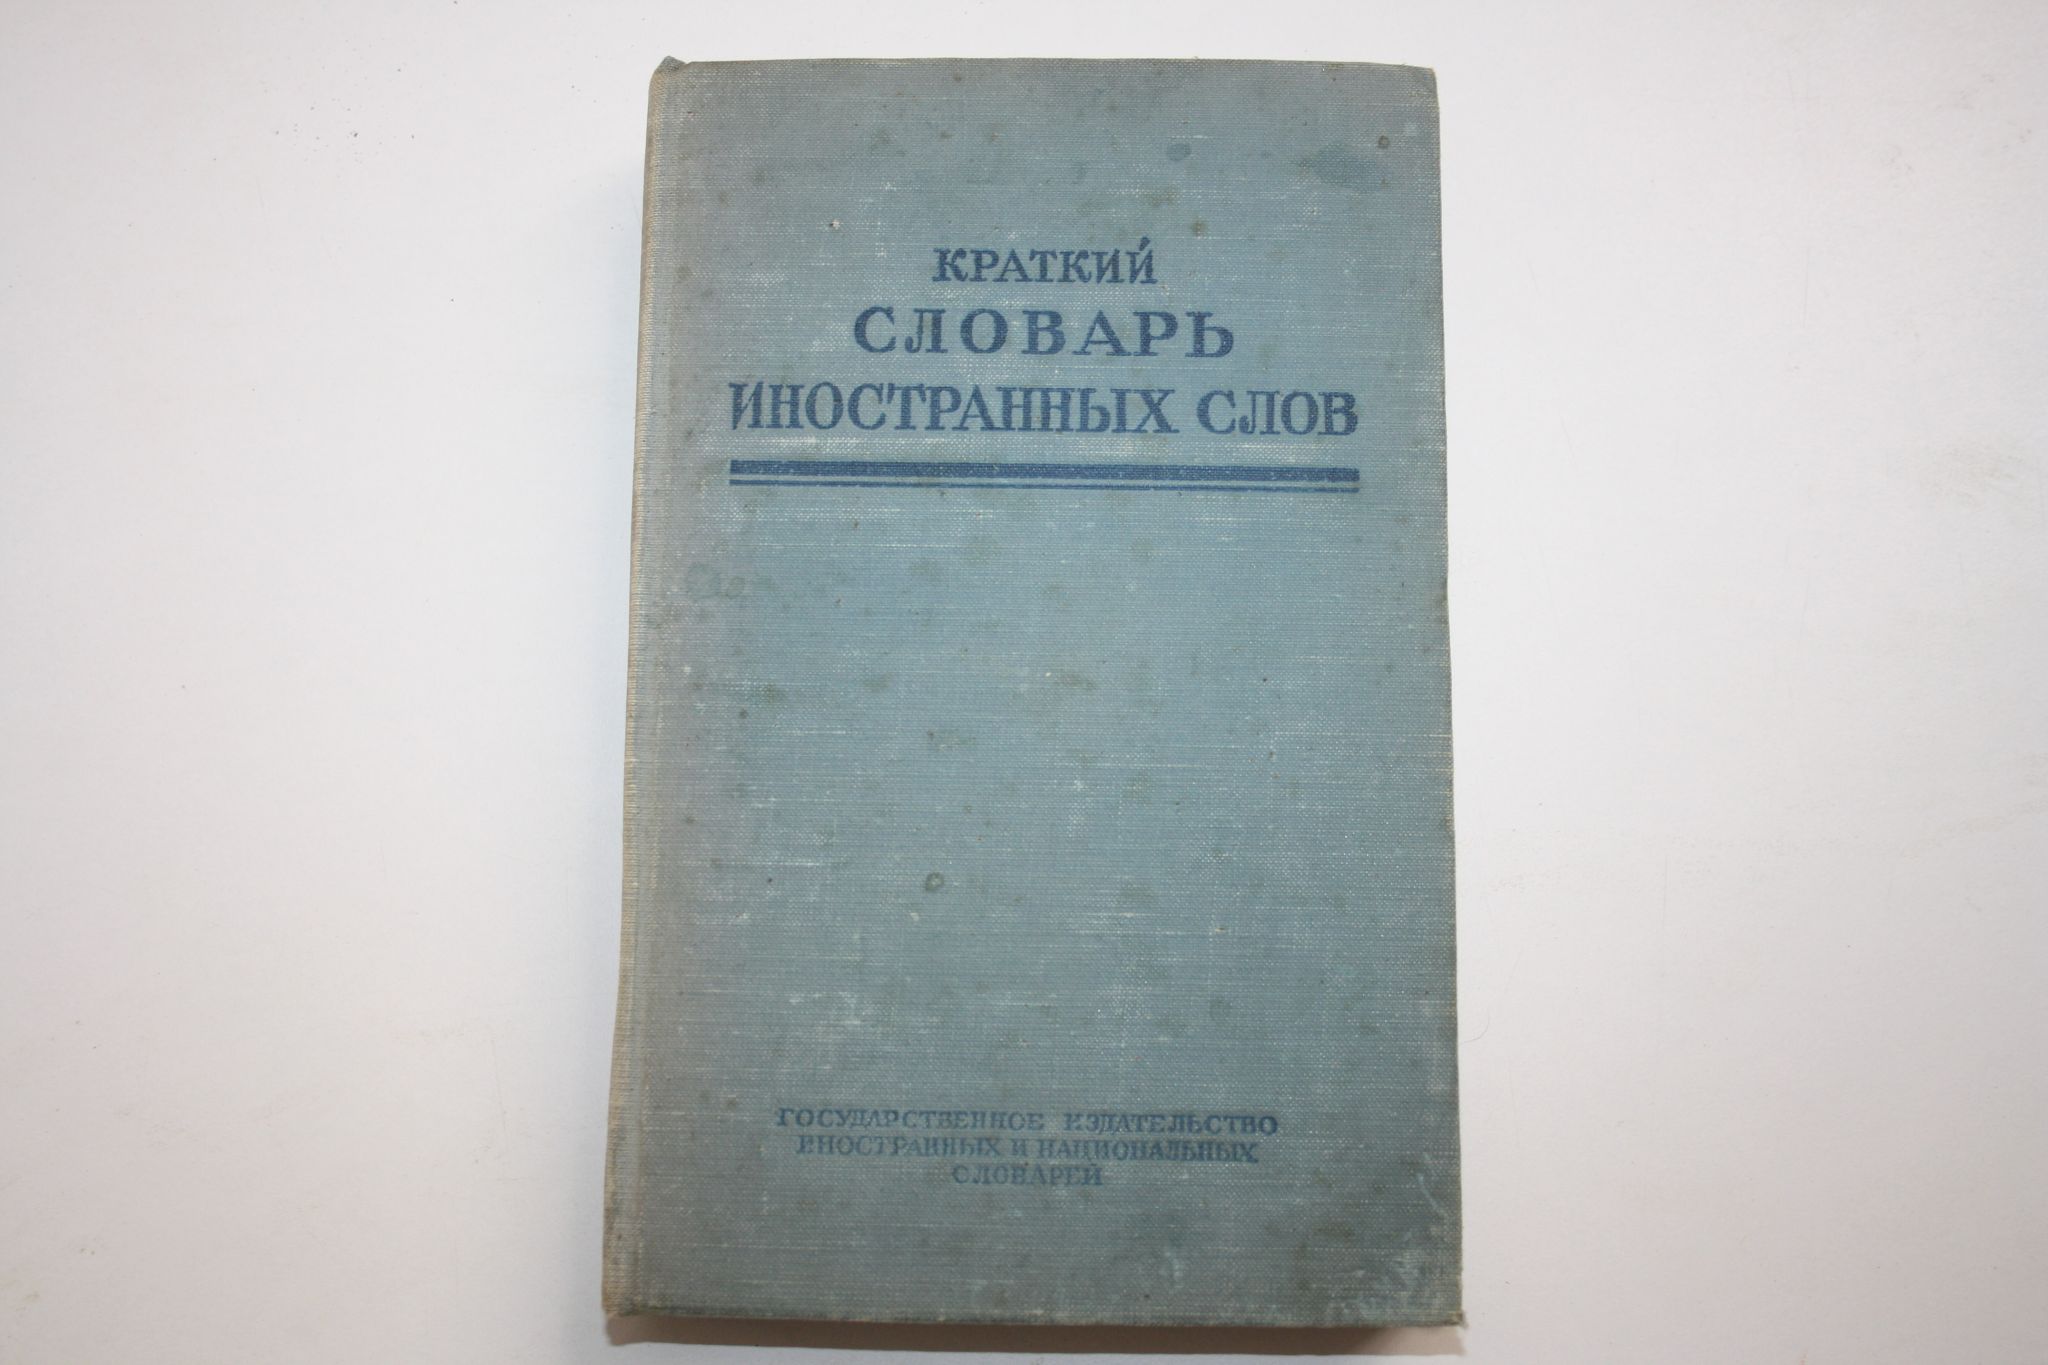 КРАТКИЙ
СЛОВАРЬ
ИНОСТРАННЫХ СЛОВ
ГОСУДАРСТВЕННОЕ ИЗДАТЕЛЬСТВО
ИНОСТРАННЫХ И НАЦИОНАЛЬНЫХ
СЛОВАРЕЙ